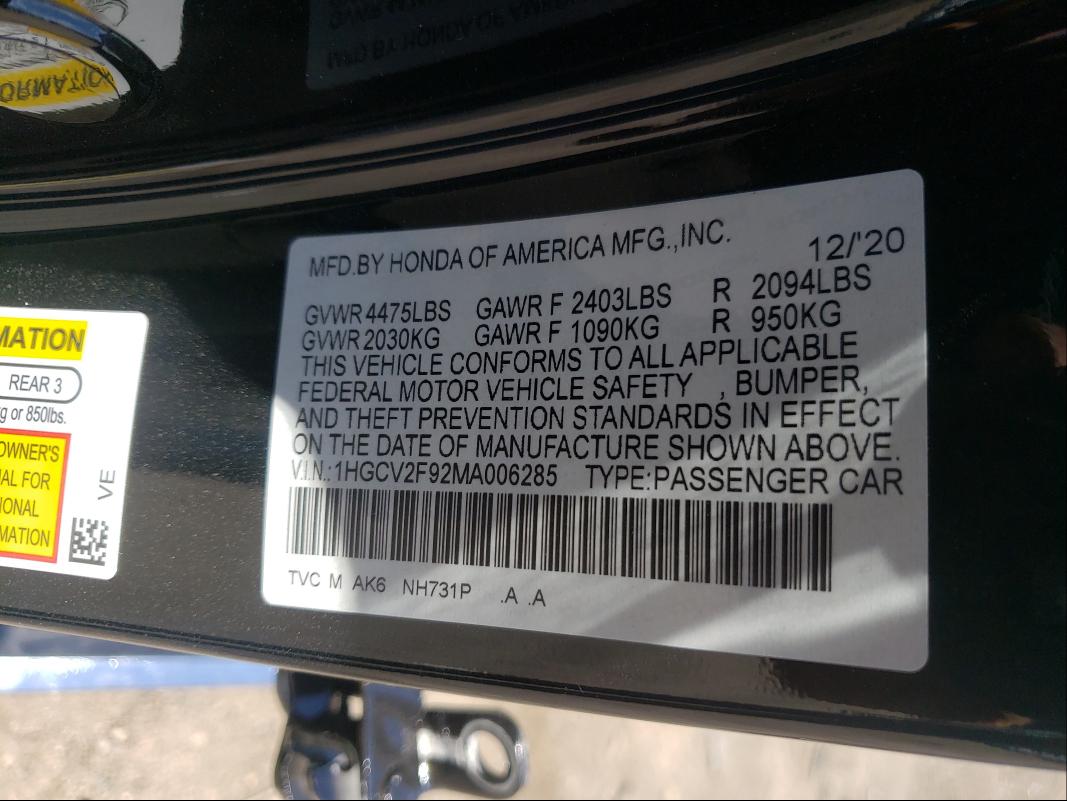 MFD.BY HONDA OF AMERICA MFG.,INC. 12/'20
GVWR 4475LBS GAWR F 2403LBS R 2094LBS
GVWR 2030KG GAWR F 1090KG R 950KG
THIS VEHICLE CONFORMS TO ALL APPLICABLE
FEDERAL MOTOR VEHICLE SAFETY , BUMPER,
AND THEFT PREVENTION STANDARDS IN EFFECT
ON THE DATE OF MANUFACTURE SHOWN ABOVE.
V.I.N.:1HGCV2F92MA006285 TYPE:PASSENGER CAR
TVC M AK6 NH731P .A .A
MATION
REAR 3
kg or 850lbs.
OWNER'S
UAL FOR
IONAL
MATION
VE